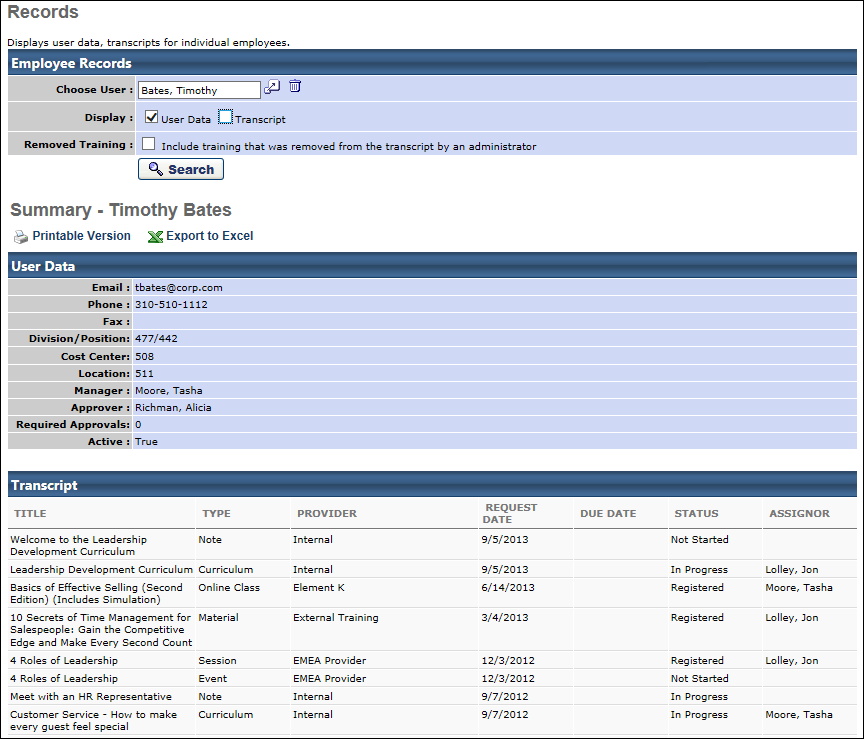 Records
Displays user data, transcripts for individual employees.
Employee Records
Choose User : Bates, Timothy
Display : User Data Transcript
Removed Training : Include training that was removed from the transcript by an administrator
Search
Summary - Timothy Bates
Printable Version Export to Excel
User Data
Email : tbates@corp.com
Phone : 310-510-1112
Fax :
Division/Position: 477/442
Cost Center: 508
Location: 511
Manager : Moore, Tasha
Approver : Richman, Alicia
Required Approvals: 0
Active : True
Transcript
TITLE TYPE PROVIDER REQUEST DATE DUE DATE STATUS ASSIGNOR
Welcome to the Leadership Note Internal 9/5/2013 Not Started
Development Curriculum
Leadership Development Curriculum Curriculum Internal 9/5/2013 In Progress Lolley, Jon
Basics of Effective Selling (Second Online Class Element K 6/14/2013 Registered Moore, Tasha
Edition) (Includes Simulation)
10 Secrets of Time Management for Material External Training 3/4/2013 Registered Lolley, Jon
Salespeople: Gain the Competitive
Edge and Make Every Second Count
4 Roles of Leadership Session EMEA Provider 12/3/2012 Registered Lolley, Jon
4 Roles of Leadership Event EMEA Provider 12/3/2012 Not Started
Meet with an HR Representative Note Internal 9/7/2012 In Progress
Customer Service - How to make Curriculum Internal 9/7/2012 In Progress Moore, Tasha
every guest feel special